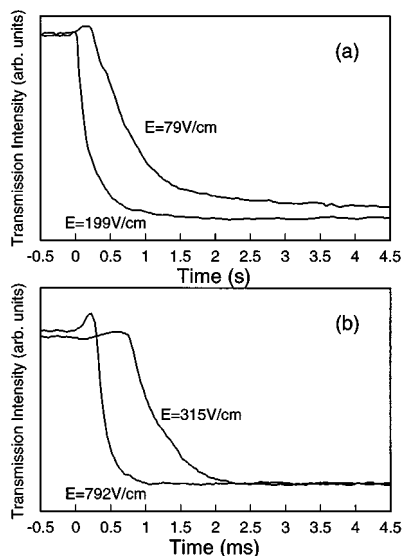 Transmission Intensity (arb. units)
(a)
E=79V/cm
E=199V/cm
-0.5 0 0.5 1 1.5 2 2.5 3 3.5 4 4.5
Time (s)
Transmission Intensity (arb. units)
(b)
E=315V/cm
E=792V/cm
-0.5 0 0.5 1 1.5 2 2.5 3 3.5 4 4.5
Time (ms)